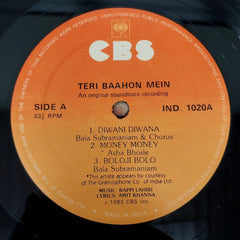 CBS
TERI BAAHON MEIN
An original soundtrack recording
SIDE A
IND. 1020A
33⅓ RPM
1 DIWANI DIWANA
Bala Subramaniam & Chorus
2 MONEY MONEY
*Asha Bhosle
3 BOLOJI BOLO
Bala Subramaniam
*This artiste appears by courtesy
of the Gramophone Co. of India Ltd.
MUSIC: BAPPI LAHIRI
LYRICS: AMIT KHANNA
℗ 1983 CBS Inc.
MADE IN INDIA